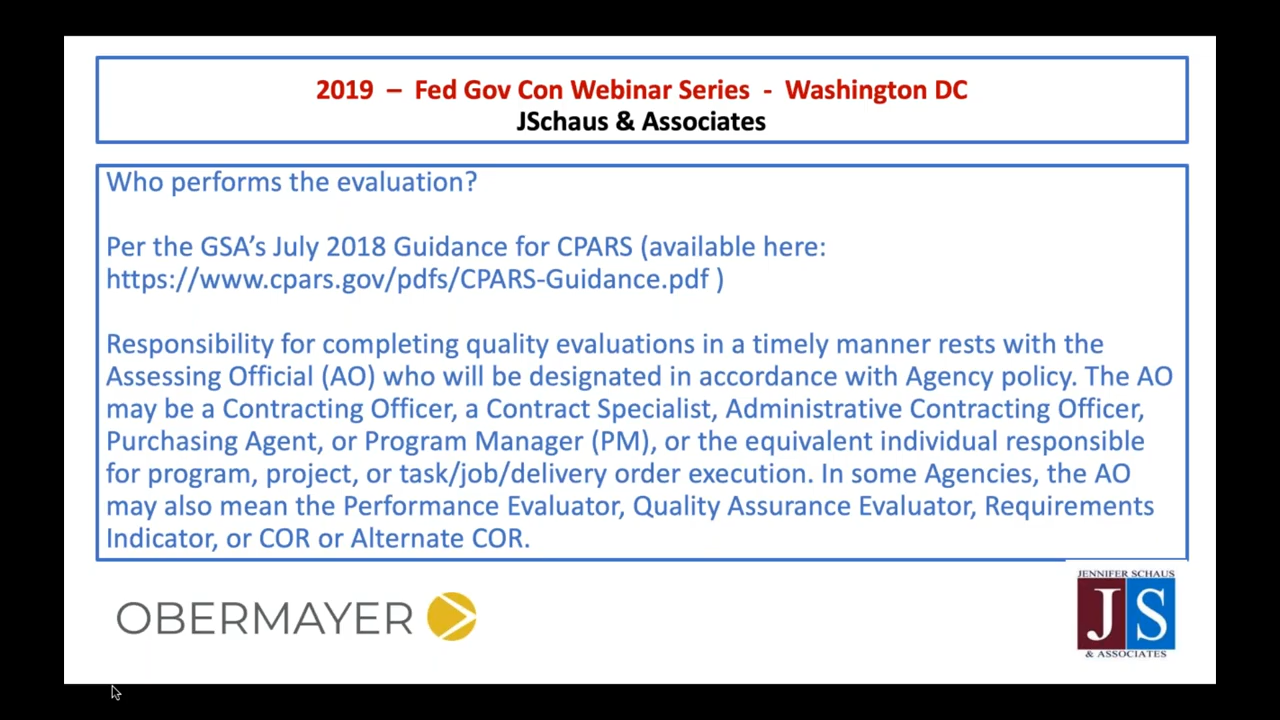 2019 – Fed Gov Con Webinar Series - Washington DC
JSchaus & Associates
Who performs the evaluation?
Per the GSA’s July 2018 Guidance for CPARS (available here:
https://www.cpars.gov/pdfs/CPARS-Guidance.pdf )
Responsibility for completing quality evaluations in a timely manner rests with the
Assessing Official (AO) who will be designated in accordance with Agency policy. The AO
may be a Contracting Officer, a Contract Specialist, Administrative Contracting Officer,
Purchasing Agent, or Program Manager (PM), or the equivalent individual responsible
for program, project, or task/job/delivery order execution. In some Agencies, the AO
may also mean the Performance Evaluator, Quality Assurance Evaluator, Requirements
Indicator, or COR or Alternate COR.
OBERMAYER
JENNIFER SCHAUS
JS
& ASSOCIATES